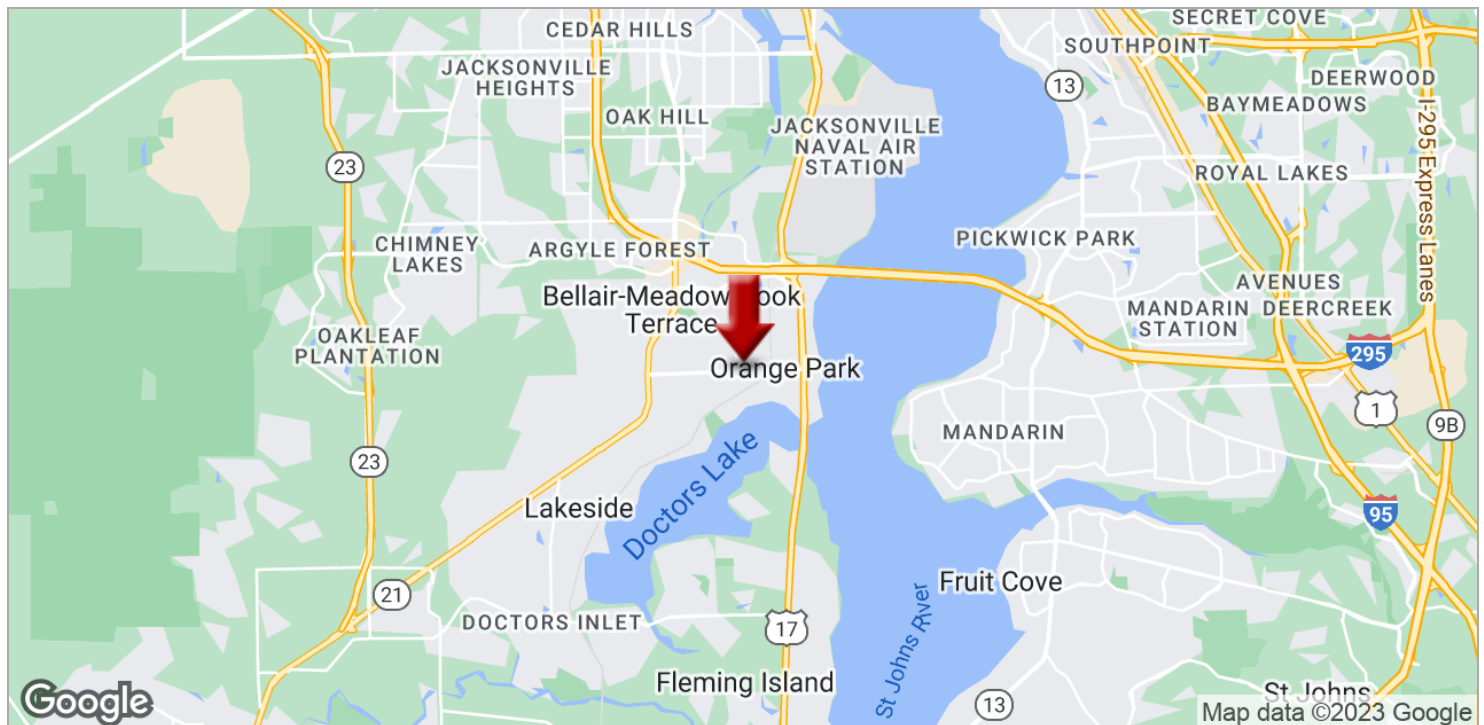 SECRET COVE
CEDAR HILLS
SOUTHPOINT
JACKSONVILLE
HEIGHTS
DEERWOOD
13
BAYMEADOWS
OAK HILL
JACKSONVILLE
NAVAL AIR
STATION
I-295 Express Lanes
23
ROYAL LAKES
CHIMNEY
LAKES
ARGYLE FOREST
PICKWICK PARK
AVENUES
Bellair-Meadow
ook
Terrace
MANDARIN
STATION
DEERCREEK
OAKLEAF
PLANTATION
295
Orange Park
1
9B
MANDARIN
23
Doctors Lake
Lakeside
95
21
Fruit Cove
DOCTORS INLET
17
St Johns River
Fleming Island
St Johns
13
Google
Map data ©2023 Google